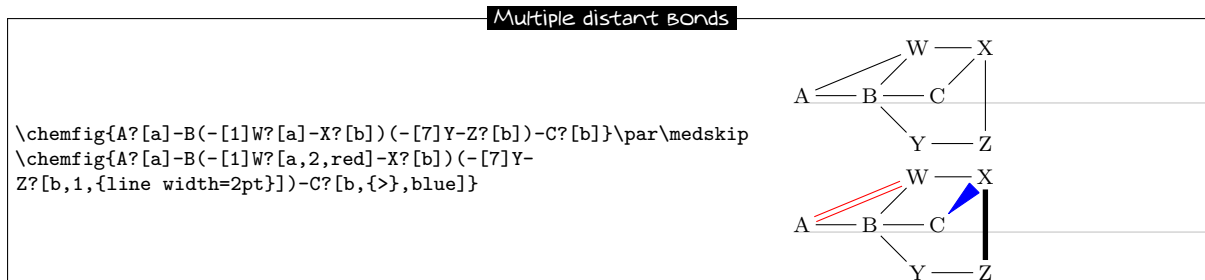 Multiple distant Bonds
\chemfig{A?[a]-B(-[1]W?[a]-X?[b])(-[7]Y-Z?[b])-C?[b]}\par\medskip
\chemfig{A?[a]-B(-[1]W?[a,2,red]-X?[b])(-[7]Y-
Z?[b,1,{line width=2pt}])-C?[b,{>},blue]}
W X
A B C
Y Z
W X
A B C
Y Z